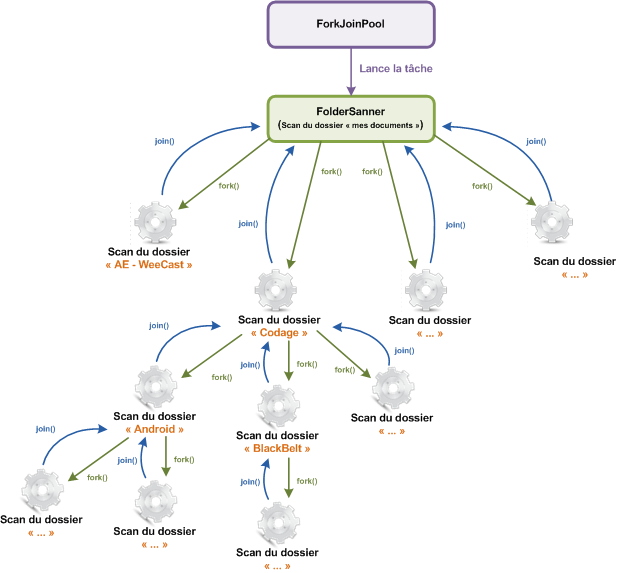 ForkJoinPool
Lance la tâche
FolderSanner
(Scan du dossier « mes documents »)
join()
fork()
join()
fork()
fork()
join()
fork()
join()
Scan du dossier
« AE - WeeCast »
Scan du dossier
« ... »
Scan du dossier
« Codage »
Scan du dossier
« ... »
join()
fork()
join()
fork()
fork()
join()
Scan du dossier
« Android »
Scan du dossier
« BlackBelt »
Scan du dossier
« ... »
join()
fork()
join()
fork()
join()
fork()
Scan du dossier
« ... »
Scan du dossier
« ... »
Scan du dossier
« ... »